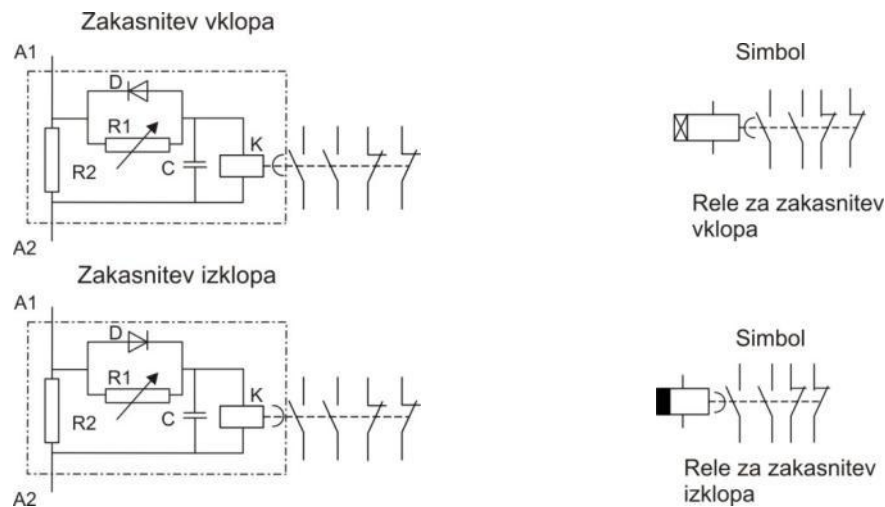 Zakasnitev vklopa
A1
D
R1
K
R2
C
A2
Simbol
Rele za zakasnitev
vklopa
Zakasnitev izklopa
A1
D
R1
K
R2
C
A2
Simbol
Rele za zakasnitev
izklopa